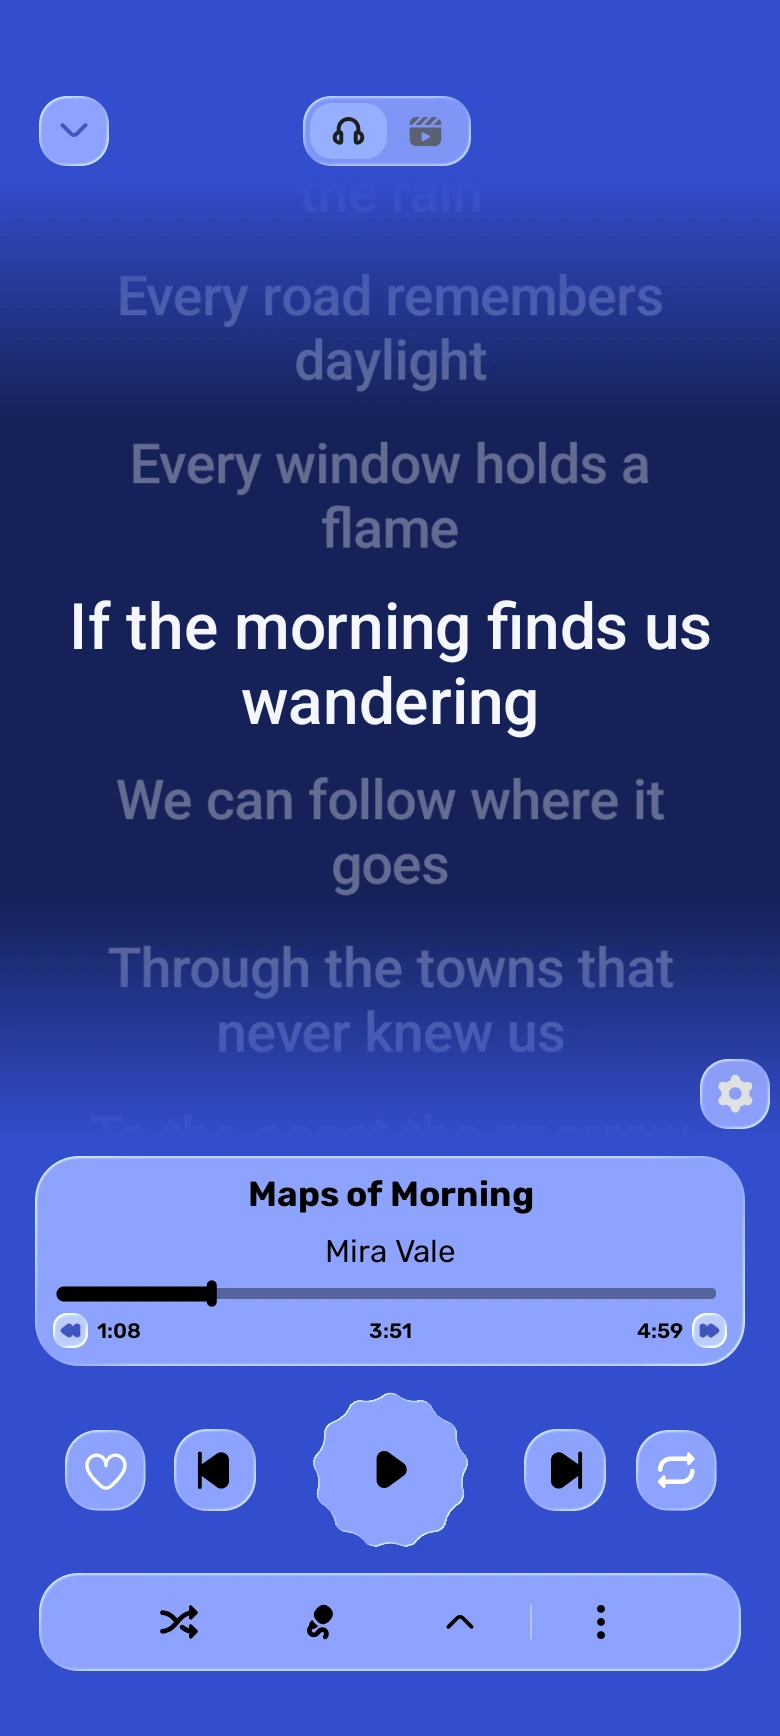 the rain
Every road remembers
daylight
Every window holds a
flame
If the morning finds us
wandering
We can follow where it
goes
Through the towns that
never knew us
Maps of Morning
Mira Vale
1:08 3:51 4:59